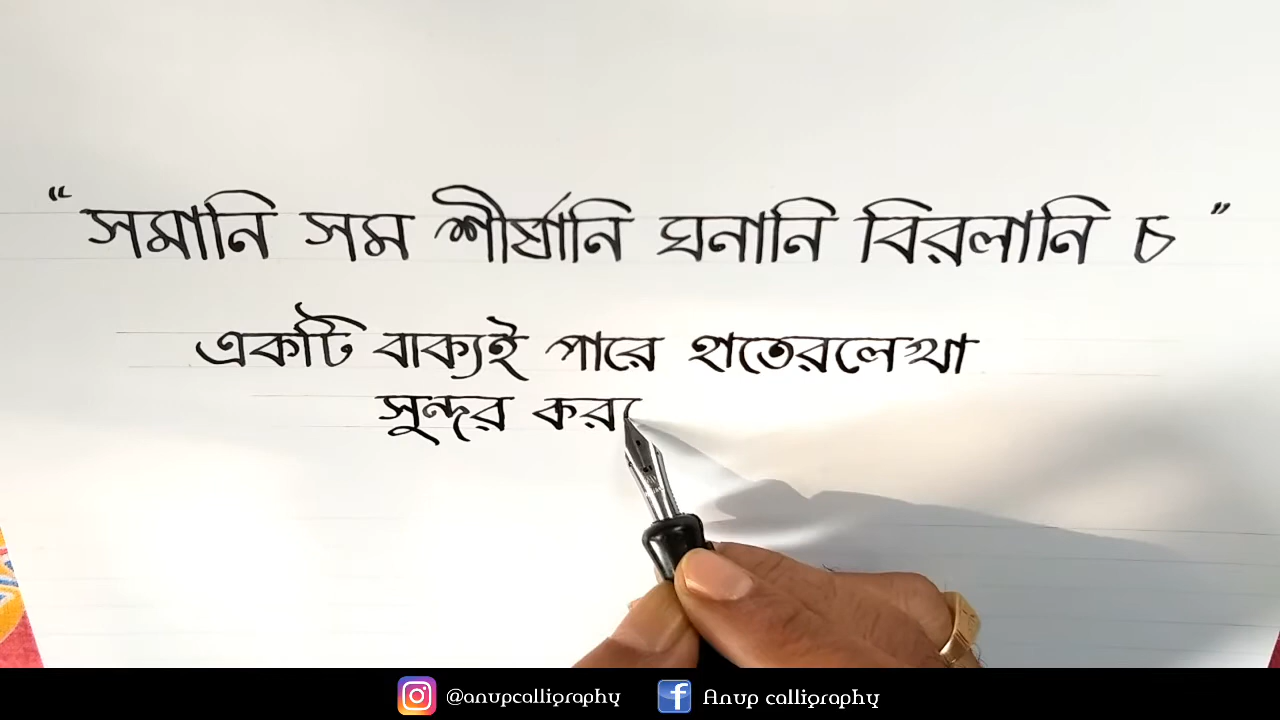 “সমানি সম শীর্ষানি ঘনানি বিরলানি চ”
একটি বাক্যই পারে হাতেরলেখা
সুন্দর কর
@anupcalligraphy Anup calligraphy